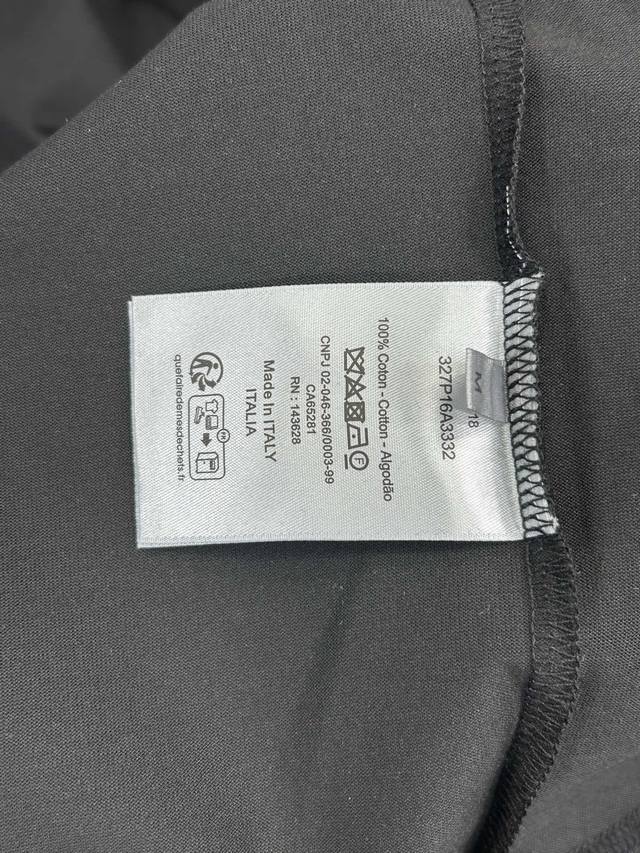 M
18
327P16A3332
100% Coton - Cotton - Algodão
F
CNPJ 02-046-366/0003-99
CA65281
RN : 143628
Made In ITALY
ITALIA
FR
quefairedemesdechets.fr